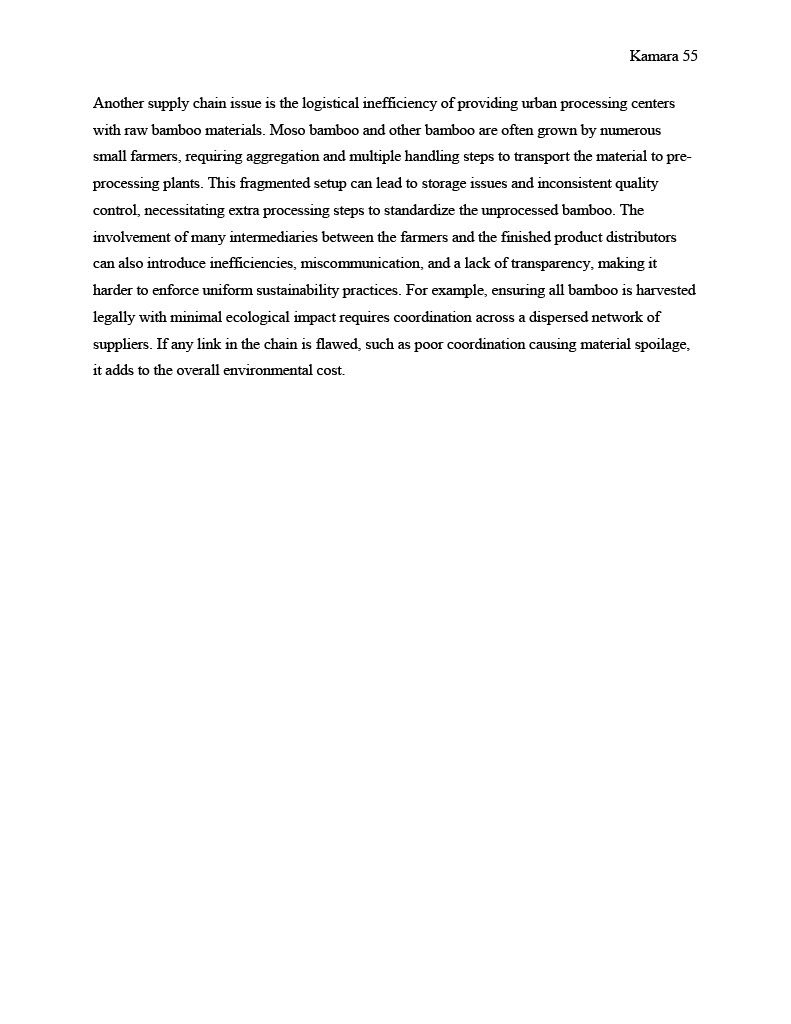 Kamara 55
Another supply chain issue is the logistical inefficiency of providing urban processing centers
with raw bamboo materials. Moso bamboo and other bamboo are often grown by numerous
small farmers, requiring aggregation and multiple handling steps to transport the material to pre-
processing plants. This fragmented setup can lead to storage issues and inconsistent quality
control, necessitating extra processing steps to standardize the unprocessed bamboo. The
involvement of many intermediaries between the farmers and the finished product distributors
can also introduce inefficiencies, miscommunication, and a lack of transparency, making it
harder to enforce uniform sustainability practices. For example, ensuring all bamboo is harvested
legally with minimal ecological impact requires coordination across a dispersed network of
suppliers. If any link in the chain is flawed, such as poor coordination causing material spoilage,
it adds to the overall environmental cost.